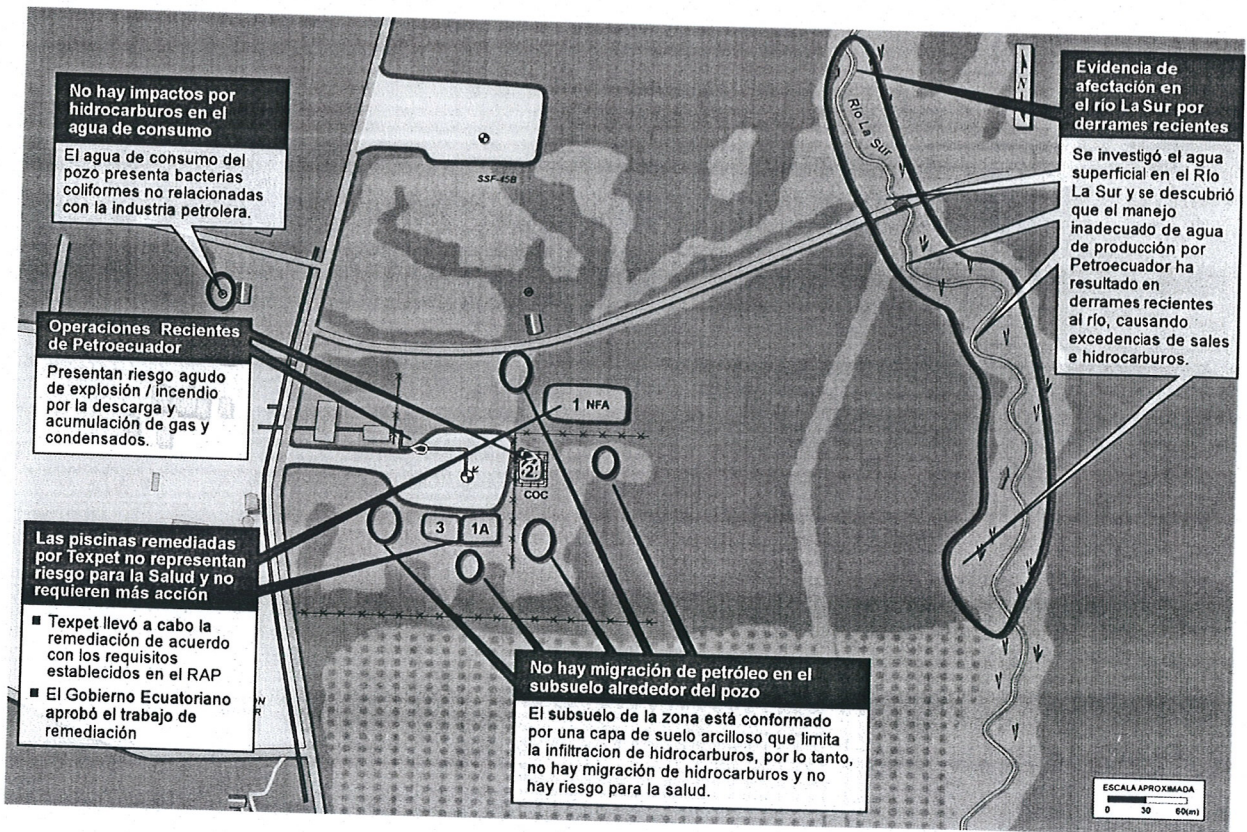 No hay impactos por
hidrocarburos en el
agua de consumo
El agua de consumo del
pozo presenta bacterias
coliformes no relacionadas
con la industria petrolera.
SSF-45B
Río La Sur
N
Evidencia de
afectación en
el río La Sur por
derrames recientes
Se investigó el agua
superficial en el Río
La Sur y se descubrió
que el manejo
inadecuado de agua
de producción por
Petroecuador ha
resultado en
derrames recientes
al río, causando
excedencias de sales
e hidrocarburos.
Operaciones Recientes
de Petroecuador
Presentan riesgo agudo
de explosión / incendio
por la descarga y
acumulación de gas y
condensados.
1 NFA
2
COC
3
1A
Las piscinas remediadas
por Texpet no representan
riesgo para la Salud y no
requieren más acción
■ Texpet llevó a cabo la
remediación de acuerdo
con los requisitos
establecidos en el RAP
■ El Gobierno Ecuatoriano
aprobó el trabajo de
remediación
No hay migración de petróleo en el
subsuelo alrededor del pozo
El subsuelo de la zona está conformado
por una capa de suelo arcilloso que limita
la infiltracion de hidrocarburos, por lo tanto,
no hay migración de hidrocarburos y no
hay riesgo para la salud.
ESCALA APROXIMADA
0 30 60(m)